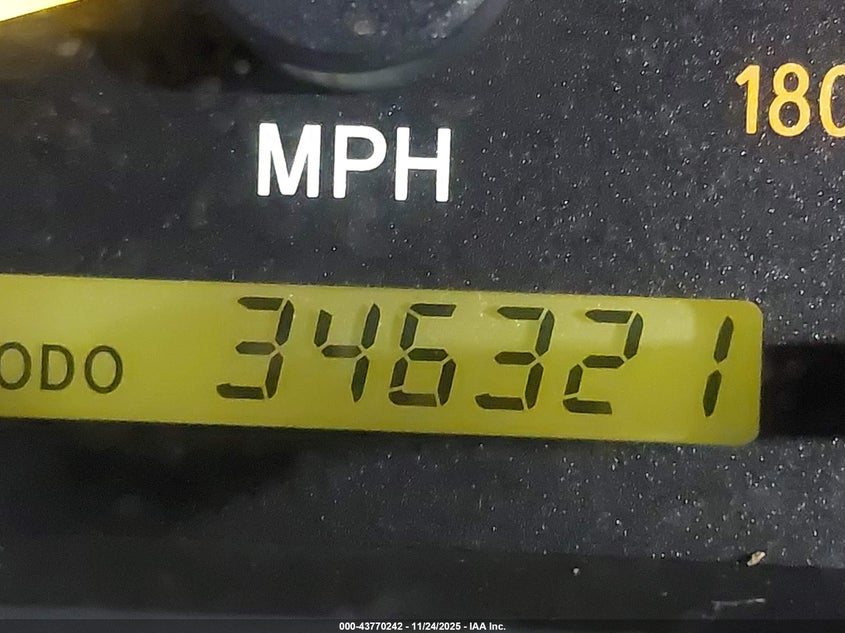 180
MPH
ODO 346321
000-43770242 - 11/24/2025 - IAA Inc.